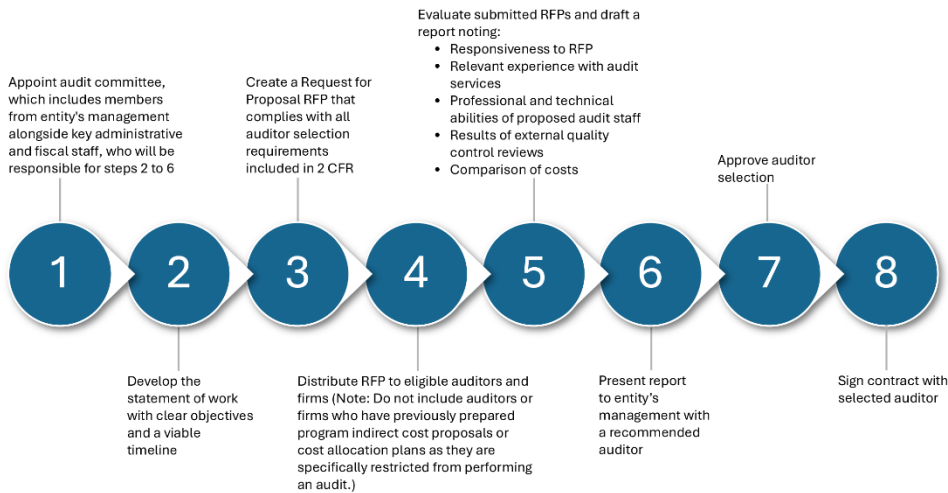 Evaluate submitted RFPs and draft a
report noting:
• Responsiveness to RFP
• Relevant experience with audit
services
• Professional and technical
abilities of proposed audit staff
• Results of external quality
control reviews
• Comparison of costs
Appoint audit committee,
which includes members
from entity's management
alongside key administrative
and fiscal staff, who will be
responsible for steps 2 to 6
Create a Request for
Proposal RFP that
complies with all
auditor selection
requirements
included in 2 CFR
Approve auditor
selection
1
2
3
4
5
6
7
8
Develop the
statement of work
with clear objectives
and a viable
timeline
Distribute RFP to eligible auditors and
firms (Note: Do not include auditors or
firms who have previously prepared
program indirect cost proposals or
cost allocation plans as they are
specifically restricted from performing
an audit.)
Present report
to entity’s
management with
a recommended
auditor
Sign contract with
selected auditor